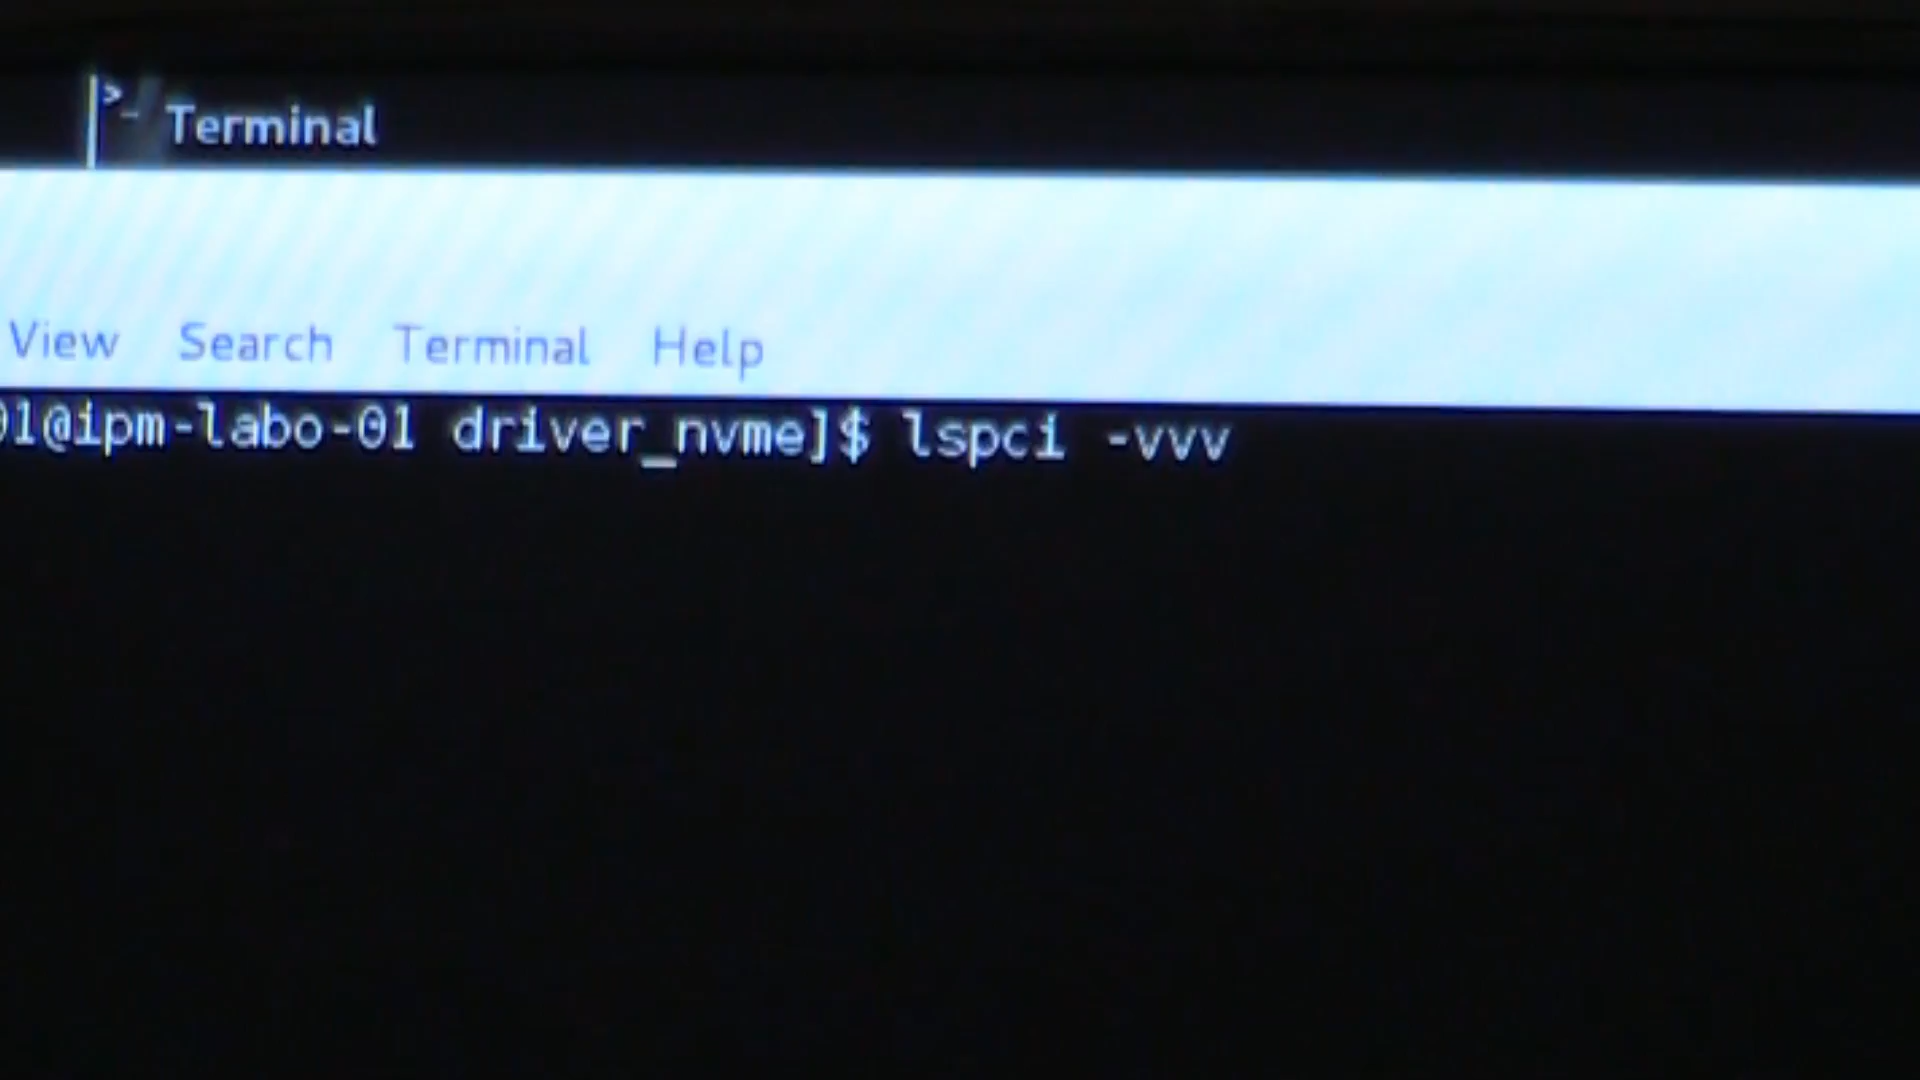 Terminal
View Search Terminal Help
01@ipm-labo-01 driver_nvme]$ lspci -vvv